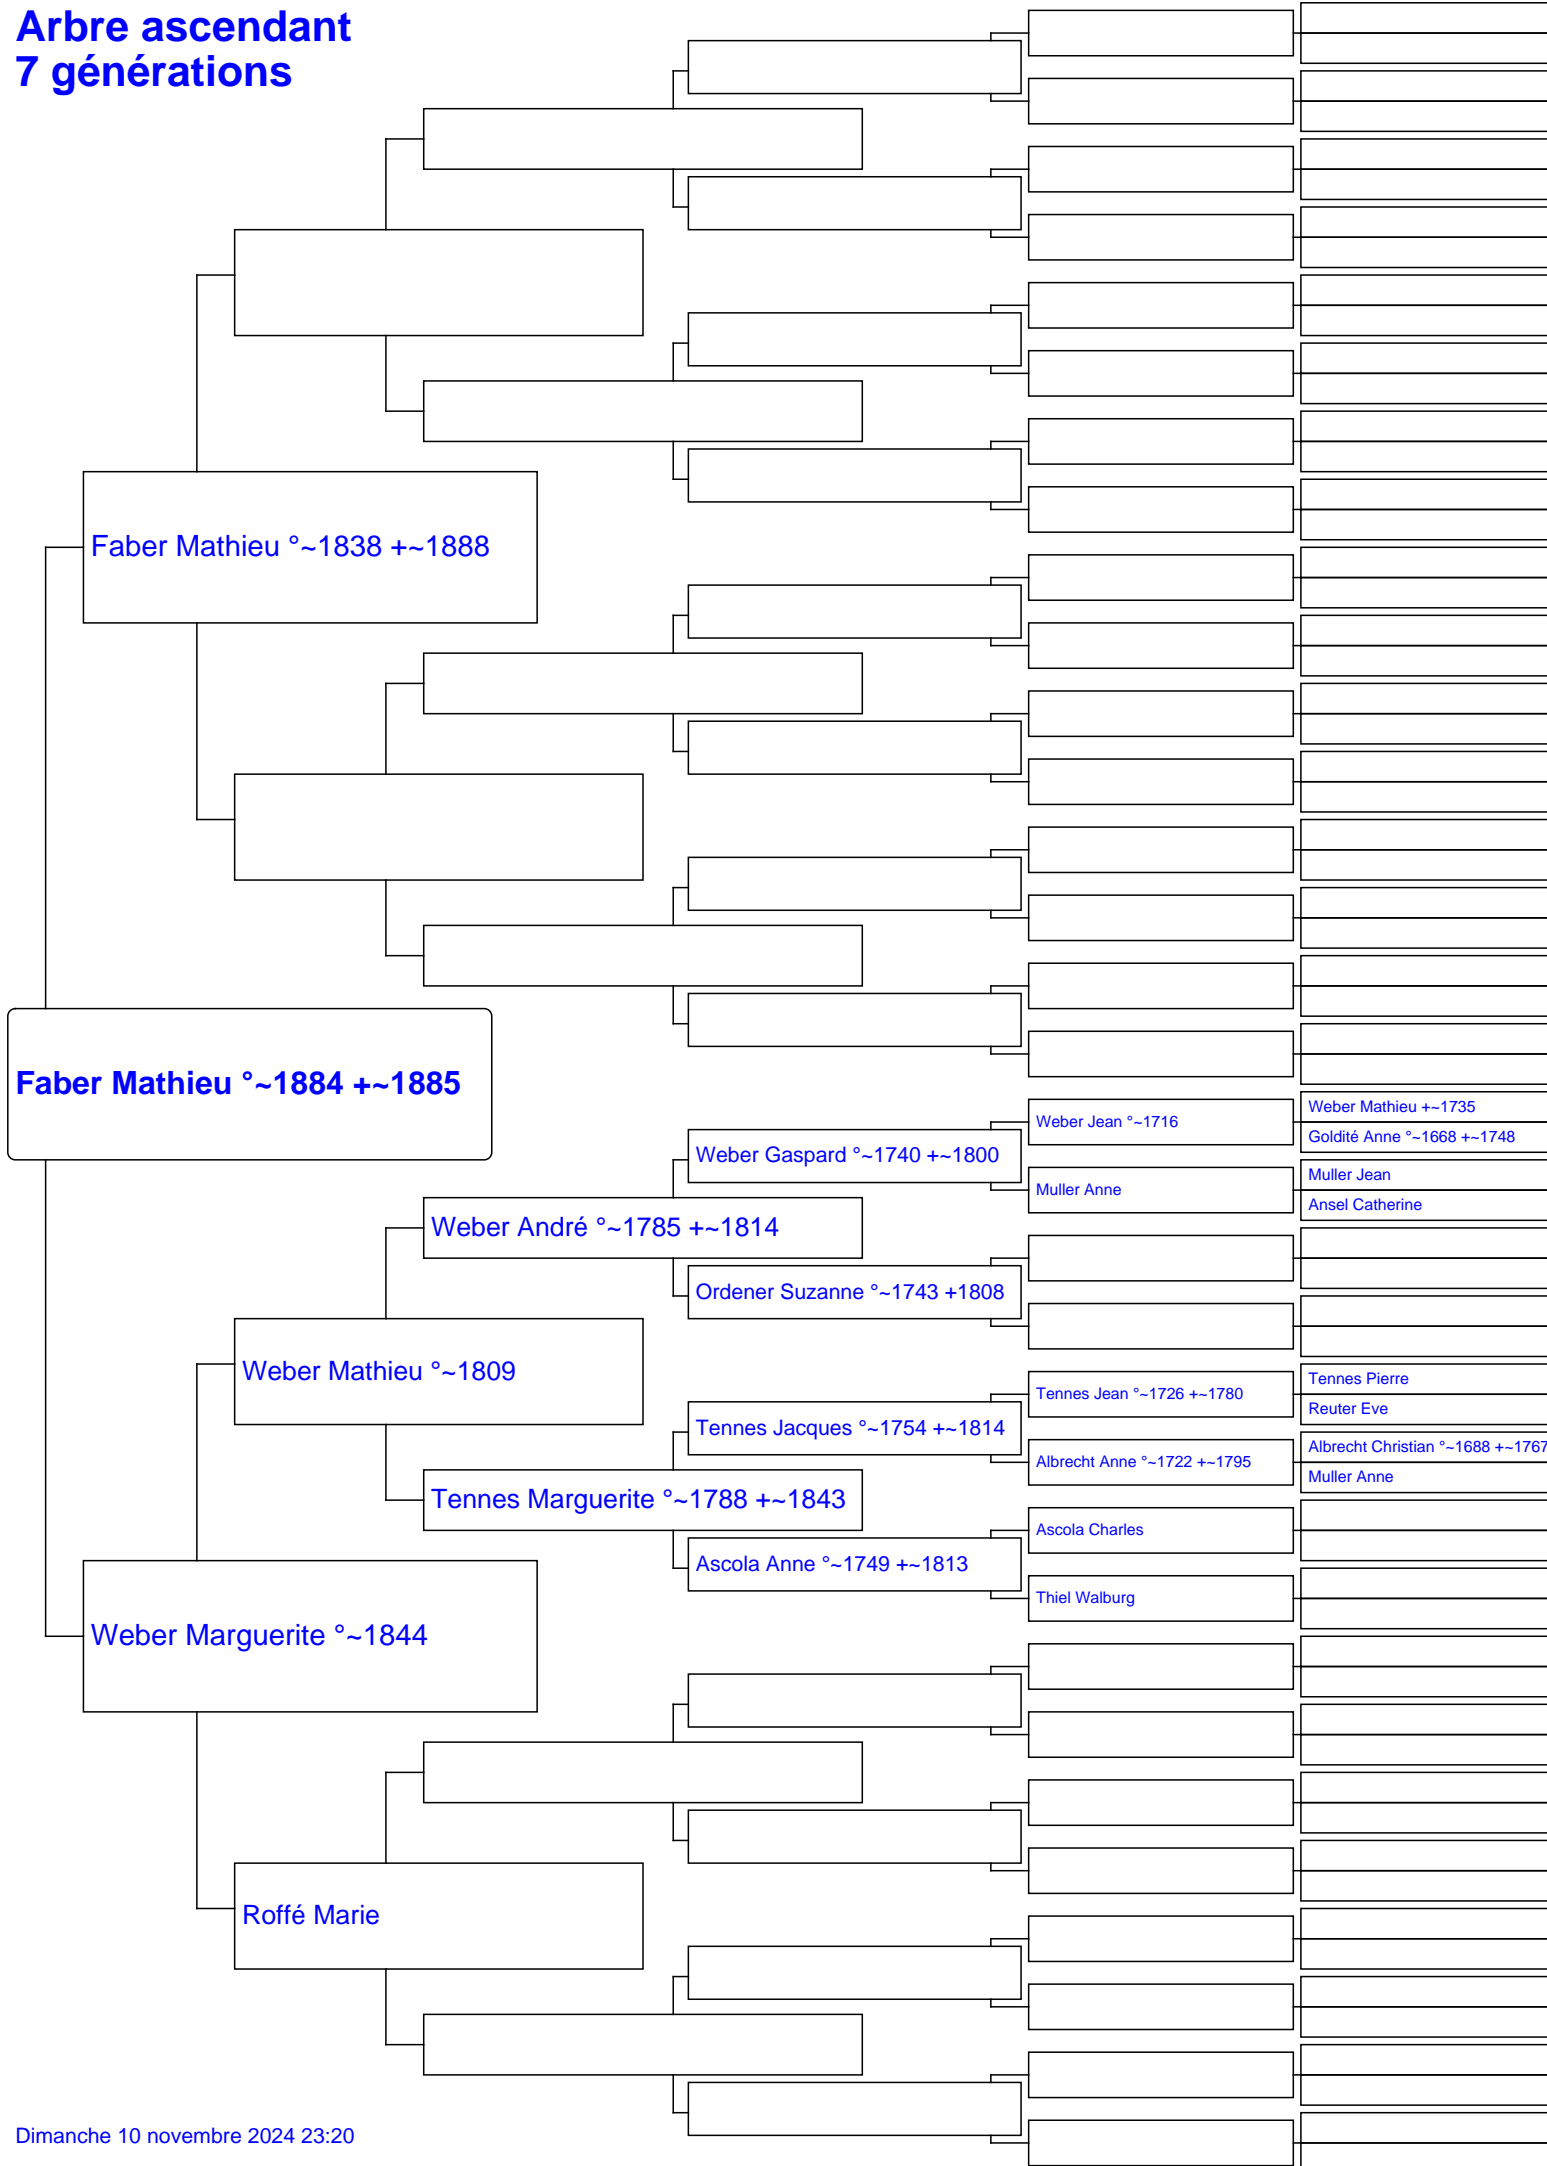 Arbre ascendant
7 générations
Faber Mathieu °~1838 +~1888
Faber Mathieu °~1884 +~1885
Weber Mathieu +~1735
Weber Jean °~1716
Goldité Anne °~1668 +~1748
Weber Gaspard °~1740 +~1800
Muller Jean
Muller Anne
Ansel Catherine
Weber André °~1785 +~1814
Ordener Suzanne °~1743 +1808
Weber Mathieu °~1809
Tennes Pierre
Tennes Jean °~1726 +~1780
Reuter Eve
Tennes Jacques °~1754 +~1814
Albrecht Christian °~1688 +~1767
Albrecht Anne °~1722 +~1795
Muller Anne
Tennes Marguerite °~1788 +~1843
Ascola Charles
Ascola Anne °~1749 +~1813
Thiel Walburg
Weber Marguerite °~1844
Roffé Marie
Dimanche 10 novembre 2024 23:20